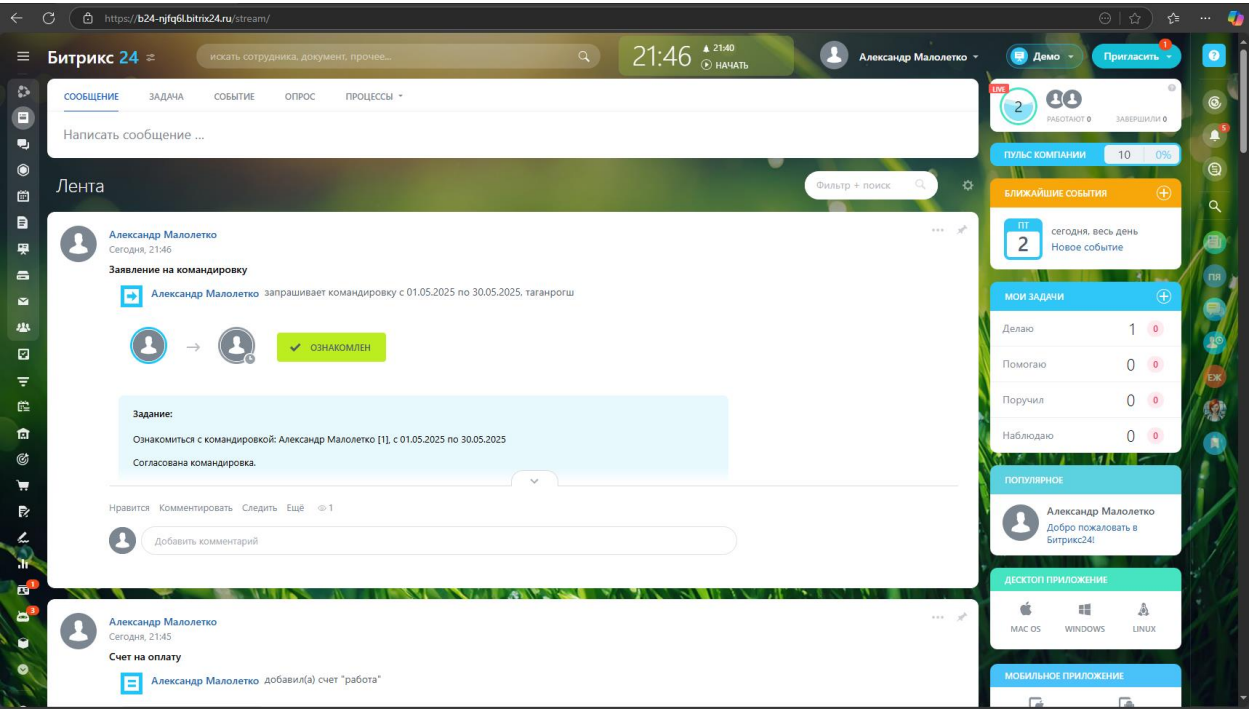 https://b24-njfq6l.bitrix24.ru/stream/
Битрикс 24
искать сотрудника, документ, прочее...
21:46
21:40
НАЧАТЬ
Александр Малолетко
Демо
Пригласить
1
СООБЩЕНИЕ ЗАДАЧА СОБЫТИЕ ОПРОС ПРОЦЕССЫ
Написать сообщение ...
Лента
Фильтр + поиск
Александр Малолетко
Сегодня, 21:46
Заявление на командировку
Александр Малолетко запрашивает командировку с 01.05.2025 по 30.05.2025, таганрогш
ОЗНАКОМЛЕН
Задание:
Ознакомиться с командировкой: Александр Малолетко [1], с 01.05.2025 по 30.05.2025
Согласована командировка.
Нравится Комментировать Следить Ещё 1
Добавить комментарий
Александр Малолетко
Сегодня, 21:45
Счет на оплату
Александр Малолетко добавил(а) счет "работа"
LIVE
2
РАБОТАЮТ 0 ЗАВЕРШИЛИ 0
ПУЛЬС КОМПАНИИ 10 0%
БЛИЖАЙШИЕ СОБЫТИЯ
ПТ
2
сегодня, весь день
Новое событие
МОИ ЗАДАЧИ
Делаю 1 0
Помогаю 0 0
Поручил 0 0
Наблюдаю 0 0
ПОПУЛЯРНОЕ
Александр Малолетко
Добро пожаловать в
Битрикс24!
ДЕСКТОП ПРИЛОЖЕНИЕ
MAC OS WINDOWS LINUX
МОБИЛЬНОЕ ПРИЛОЖЕНИЕ
5
ПЯ
ЕЖ
1
3